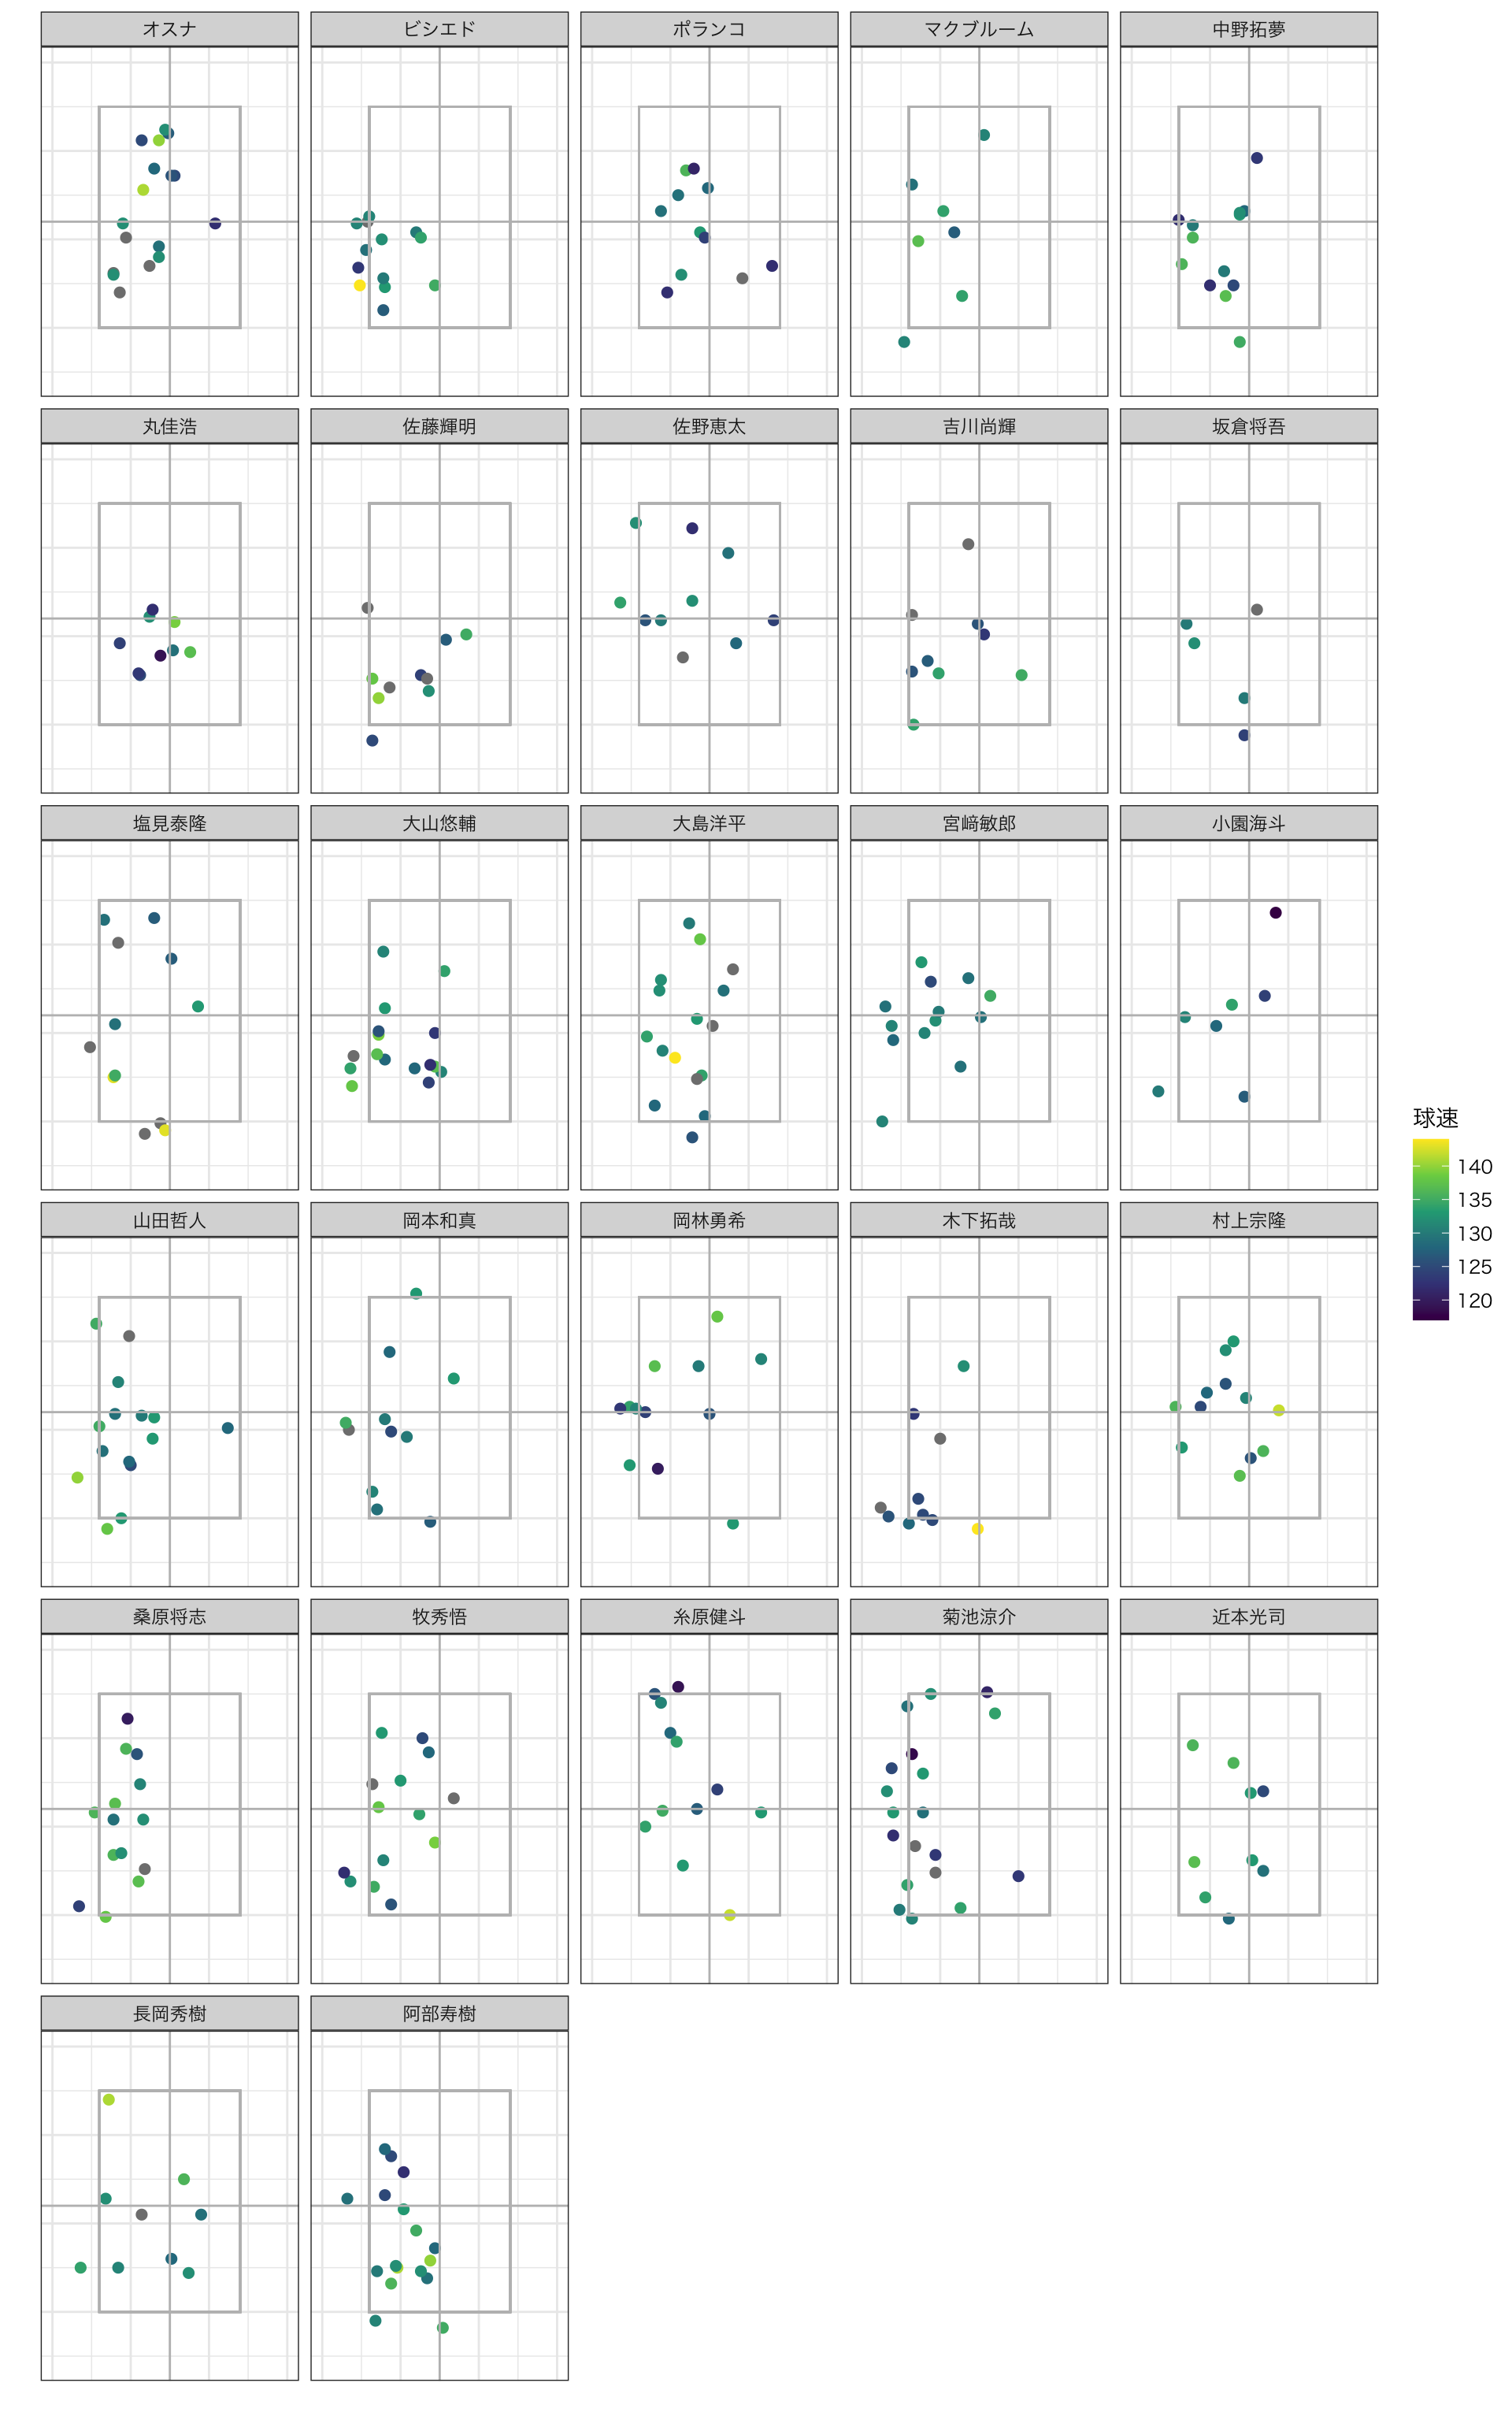 オスナ
ビシエド
ポランコ
マクブルーム
中野拓夢
丸佳浩
佐藤輝明
佐野恵太
吉川尚輝
坂倉将吾
塩見泰隆
大山悠輔
大島洋平
宮﨑敏郎
小園海斗
山田哲人
岡本和真
岡林勇希
木下拓哉
村上宗隆
桑原将志
牧秀悟
糸原健斗
菊池涼介
近本光司
長岡秀樹
阿部寿樹
球速
140
135
130
125
120